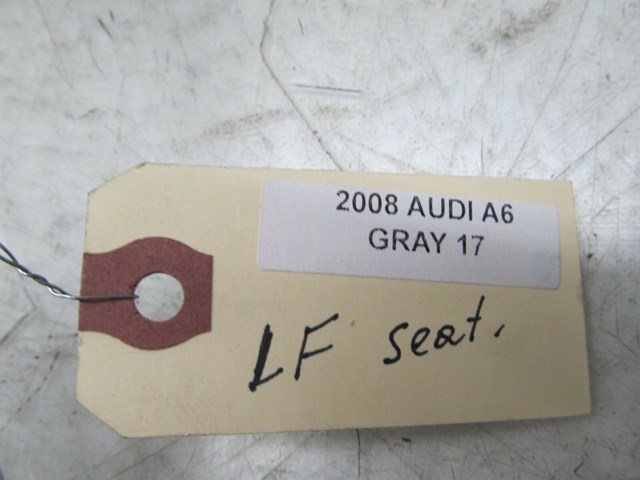 2008 AUDI A6
GRAY 17
LF seat.